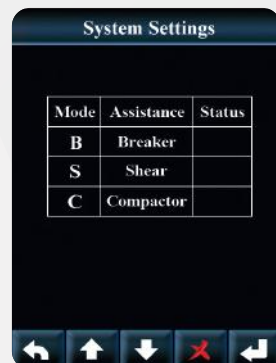 System Settings
Mode Assistance Status
B Breaker
S Shear
C Compactor